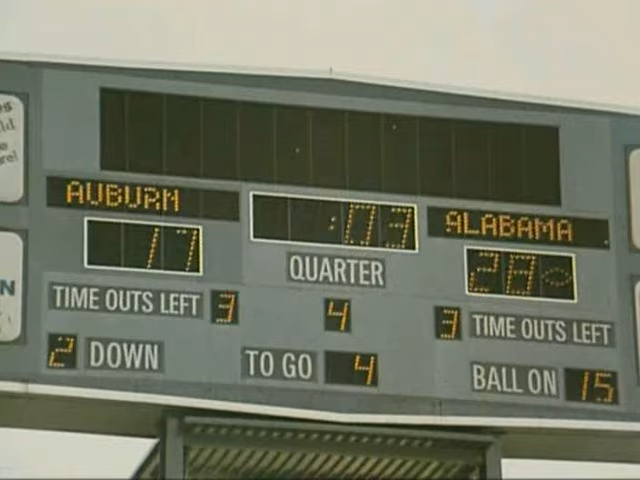 AUBURN :03 ALABAMA
17 QUARTER 28
TIME OUTS LEFT 3 4 3 TIME OUTS LEFT
2 DOWN TO GO 4 BALL ON 15